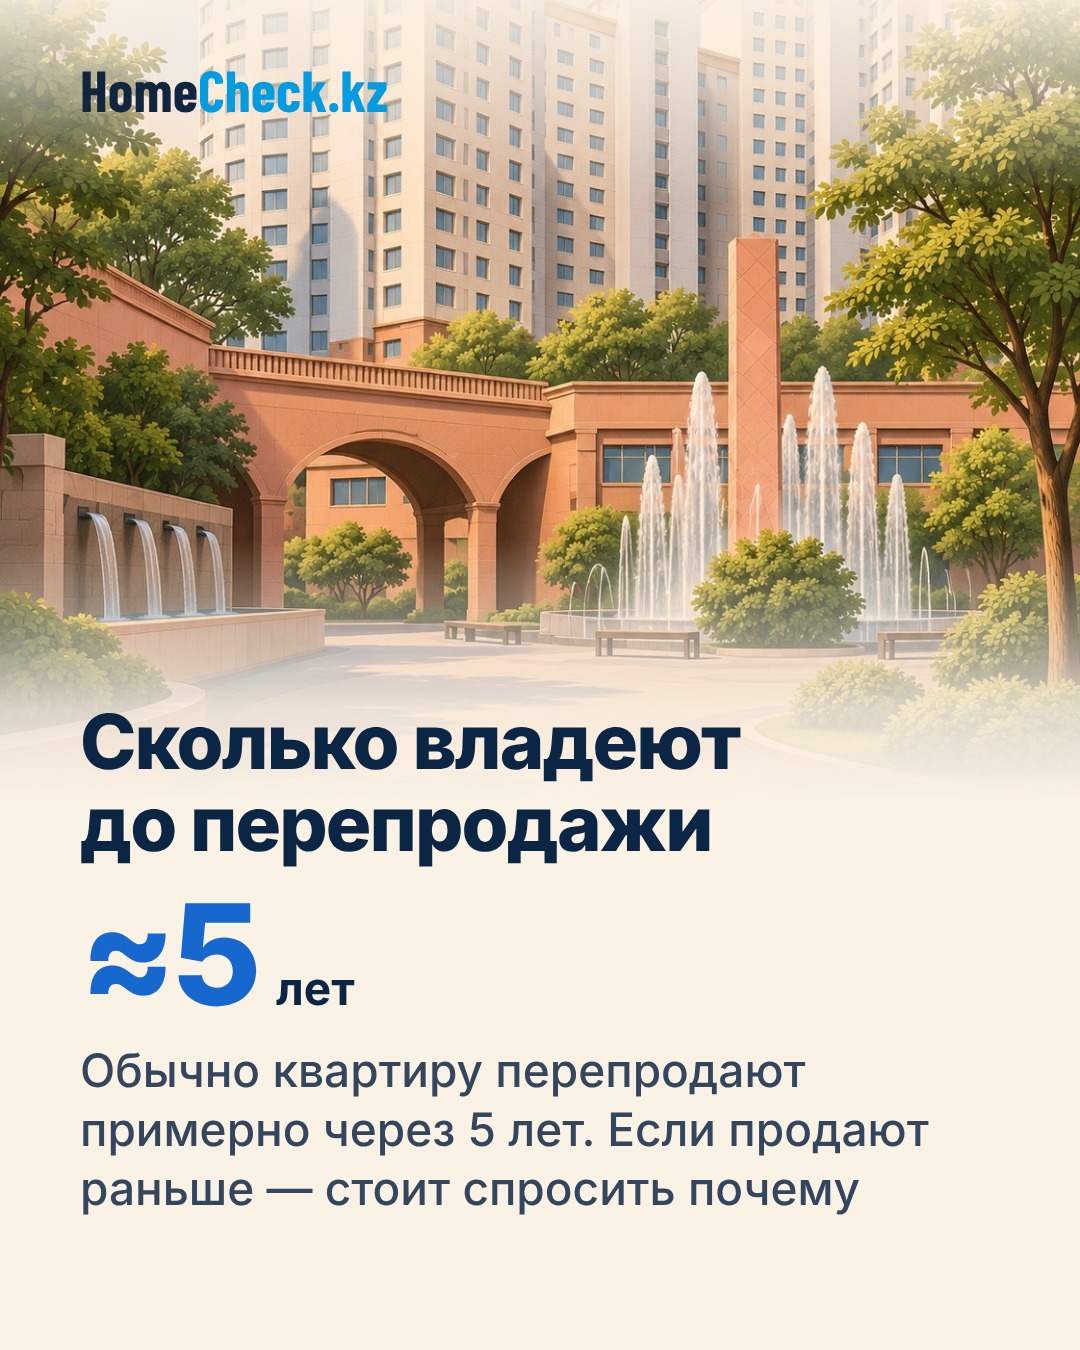 HomeCheck.kz
Сколько владеют
до перепродажи
≈5 лет
Обычно квартиру перепродают
примерно через 5 лет. Если продают
раньше — стоит спросить почему